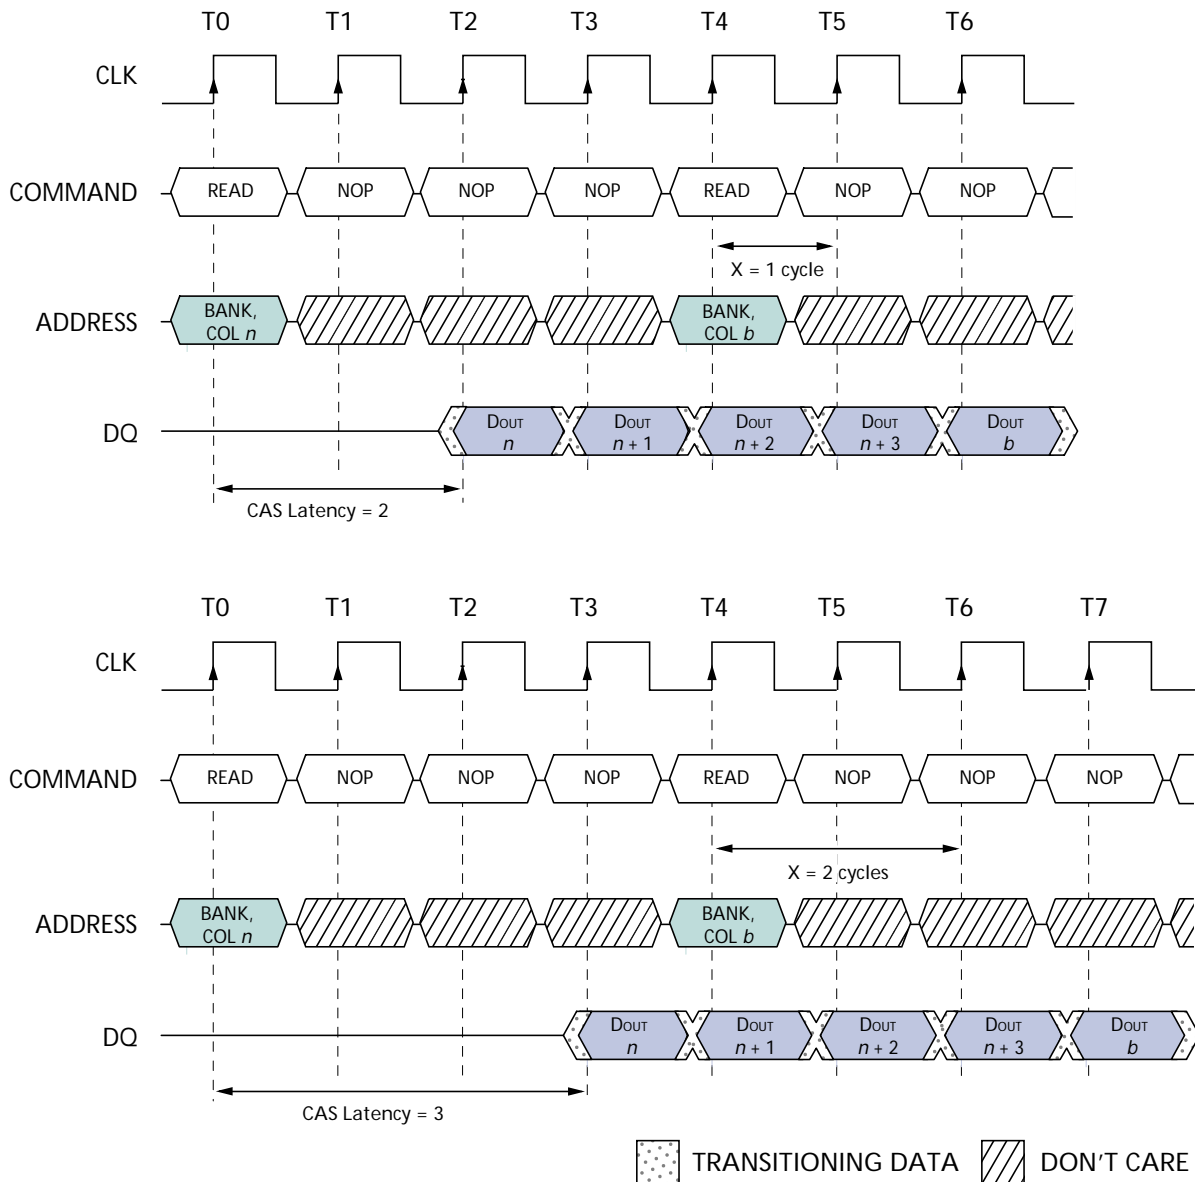 T0 T1 T2 T3 T4 T5 T6
CLK
COMMAND READ NOP NOP NOP READ NOP NOP
X = 1 cycle
ADDRESS BANK, COL n BANK, COL b
DQ DOUT n DOUT n + 1 DOUT n + 2 DOUT n + 3 DOUT b
CAS Latency = 2
T0 T1 T2 T3 T4 T5 T6 T7
CLK
COMMAND READ NOP NOP NOP READ NOP NOP NOP
X = 2 cycles
ADDRESS BANK, COL n BANK, COL b
DQ DOUT n DOUT n + 1 DOUT n + 2 DOUT n + 3 DOUT b
CAS Latency = 3
TRANSITIONING DATA DON'T CARE